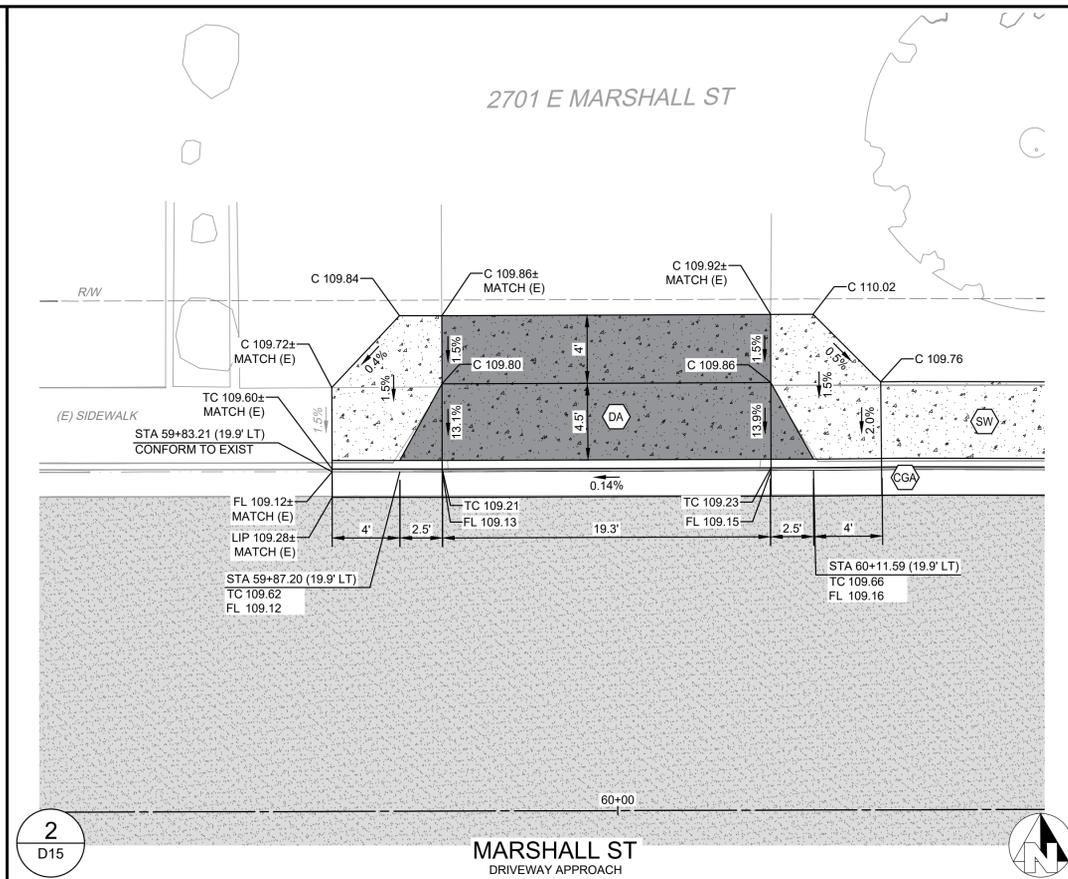 2701 E MARSHALL ST
R/W
C 109.84
C 109.86±
MATCH (E)
C 109.92±
MATCH (E)
C 110.02
C 109.72±
MATCH (E)
0.4%
1.5%
1.5%
4'
1.5%
0.5%
1.5%
C 109.76
C 109.80
C 109.86
TC 109.60±
MATCH (E)
(E) SIDEWALK
1.5%
STA 59+83.21 (19.9' LT)
CONFORM TO EXIST
13.1%
4.5'
DA
13.9%
2.0%
SW
0.14%
CGA
FL 109.12±
MATCH (E)
LIP 109.28±
MATCH (E)
TC 109.21
FL 109.13
TC 109.23
FL 109.15
4'
2.5'
19.3'
2.5'
4'
STA 59+87.20 (19.9' LT)
TC 109.62
FL 109.12
STA 60+11.59 (19.9' LT)
TC 109.66
FL 109.16
60+00
2
D15
MARSHALL ST
DRIVEWAY APPROACH
N